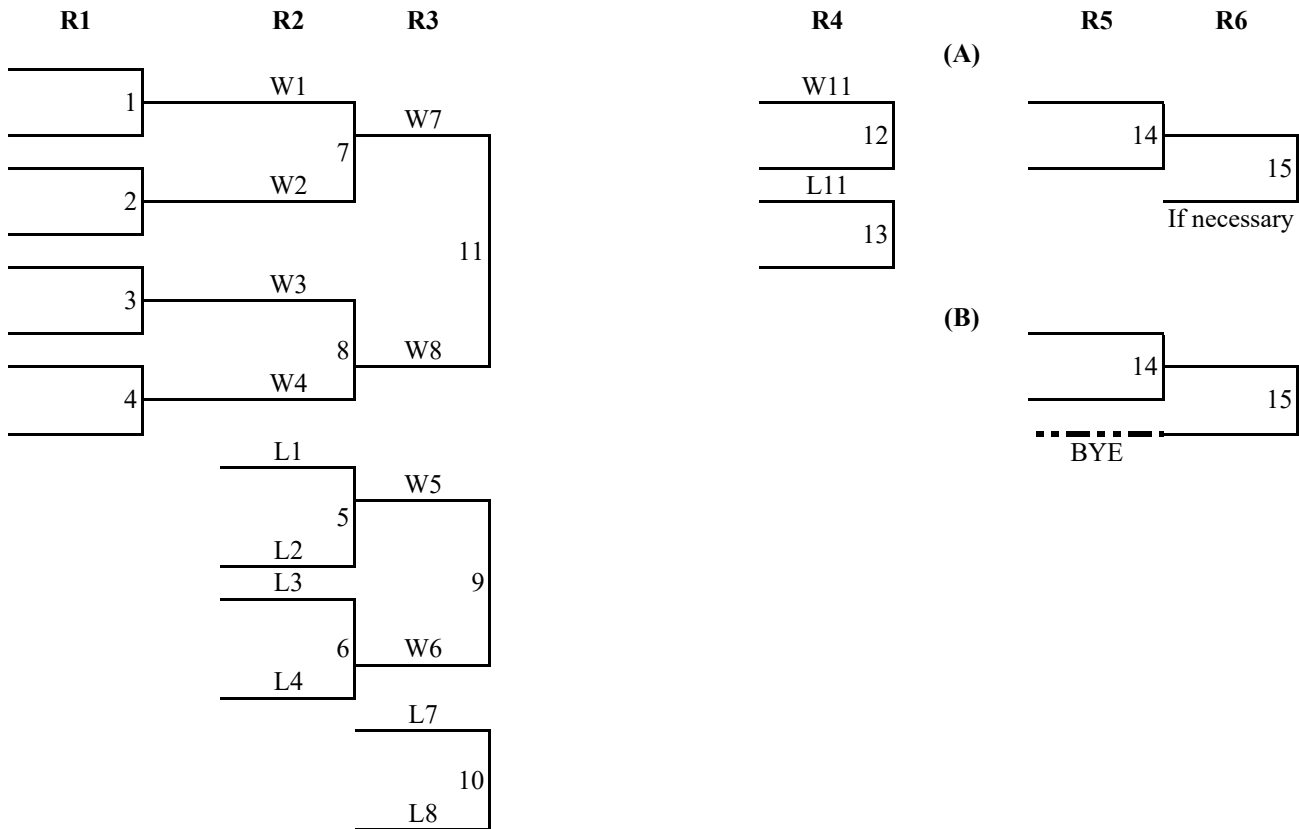 R1 R2 R3 R4 R5 R6
(A)
W1 W11
1 W7 12 14
7 15
W2 L11
2 If necessary
11 13
W3
3 (B)
8 W8 14
W4
4 15
BYE
L1
W5
5
L2
L3 9
6 W6
L4
L7
10
L8